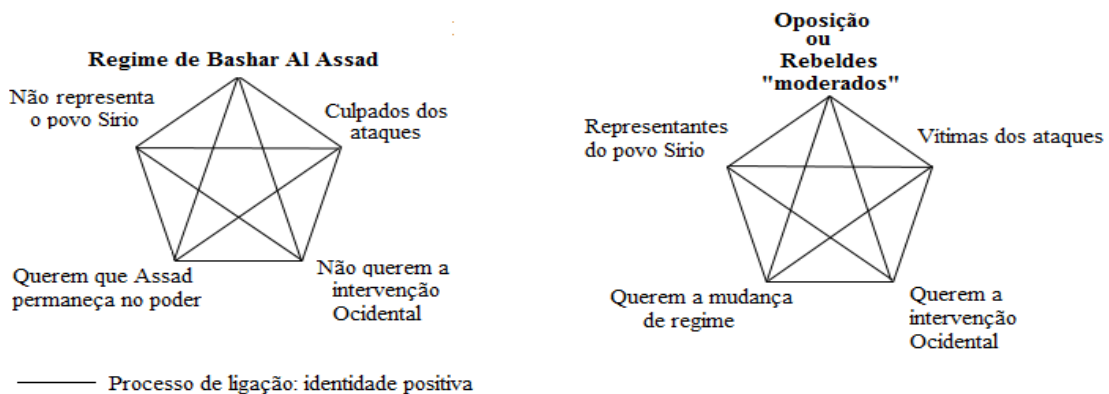 Regime de Bashar Al Assad
Não representa
o povo Sirio
Culpados dos
ataques
Querem que Assad
permaneça no poder
Não querem a
intervenção
Ocidental
Oposição
ou
Rebeldes
"moderados"
Representantes
do povo Sirio
Vitimas dos ataques
Querem a mudança
de regime
Querem a
intervenção
Ocidental
Processo de ligação: identidade positiva